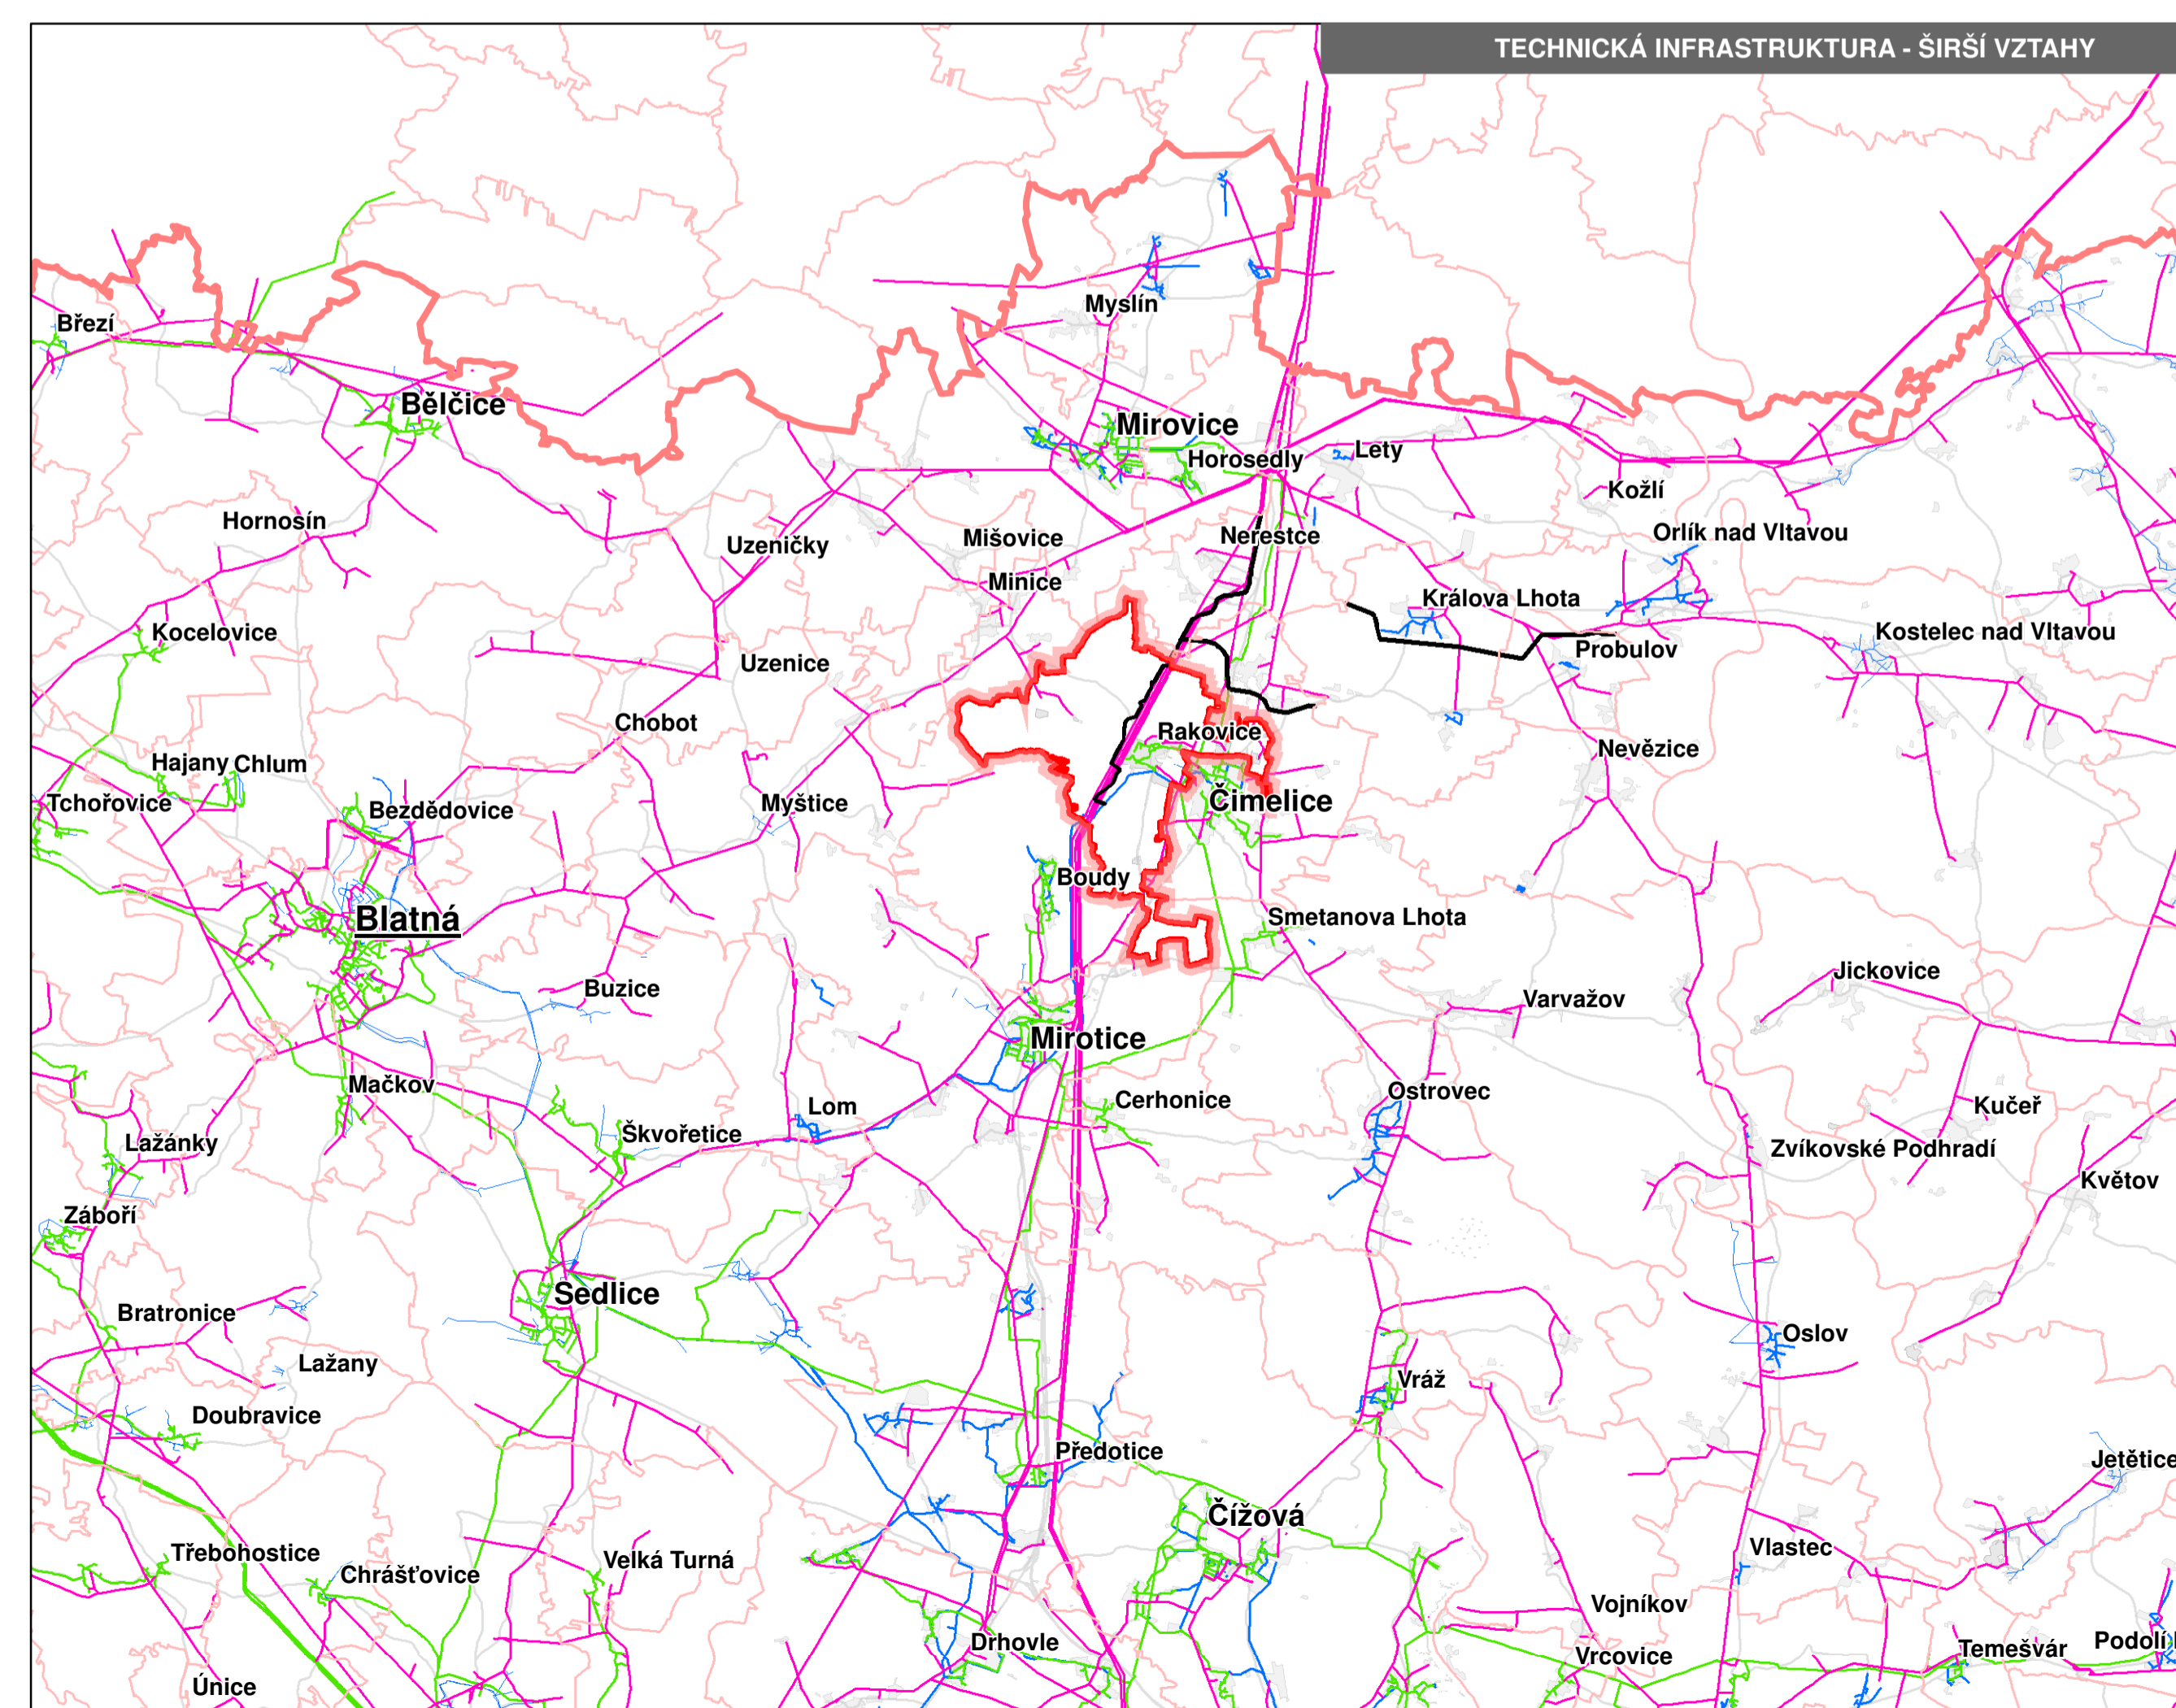 TECHNICKÁ INFRASTRUKTURA - ŠIRŠÍ VZTAHY
Myslín
Březí
Bělčice
Mirovice
Horosedly
Lety
Kožlí
Hornosín
Orlík nad Vltavou
Nerestce
Mišovice
Uzeničky
Minice
Králova Lhota
Kocelovice
Kostelec nad Vltavou
Probulov
Uzenice
Chobot
Rakovice
Nevězice
Hajany
Chlum
Tchořovice
Bezdědovice
Myštice
Čimelice
Boudy
Blatná
Smetanova Lhota
Jickovice
Buzice
Varvažov
Mirotice
Mačkov
Ostrovec
Cerhonice
Lom
Kučeř
Škvořetice
Lažánky
Zvíkovské Podhradí
Květov
Záboří
Sedlice
Bratronice
Oslov
Lažany
Vráž
Doubravice
Předotice
Jetětice
Čížová
Vlastec
Třebohostice
Velká Turná
Chrášťovice
Vojníkov
Drhovle
Podolí
Temešvár
Vrcovice
Únice